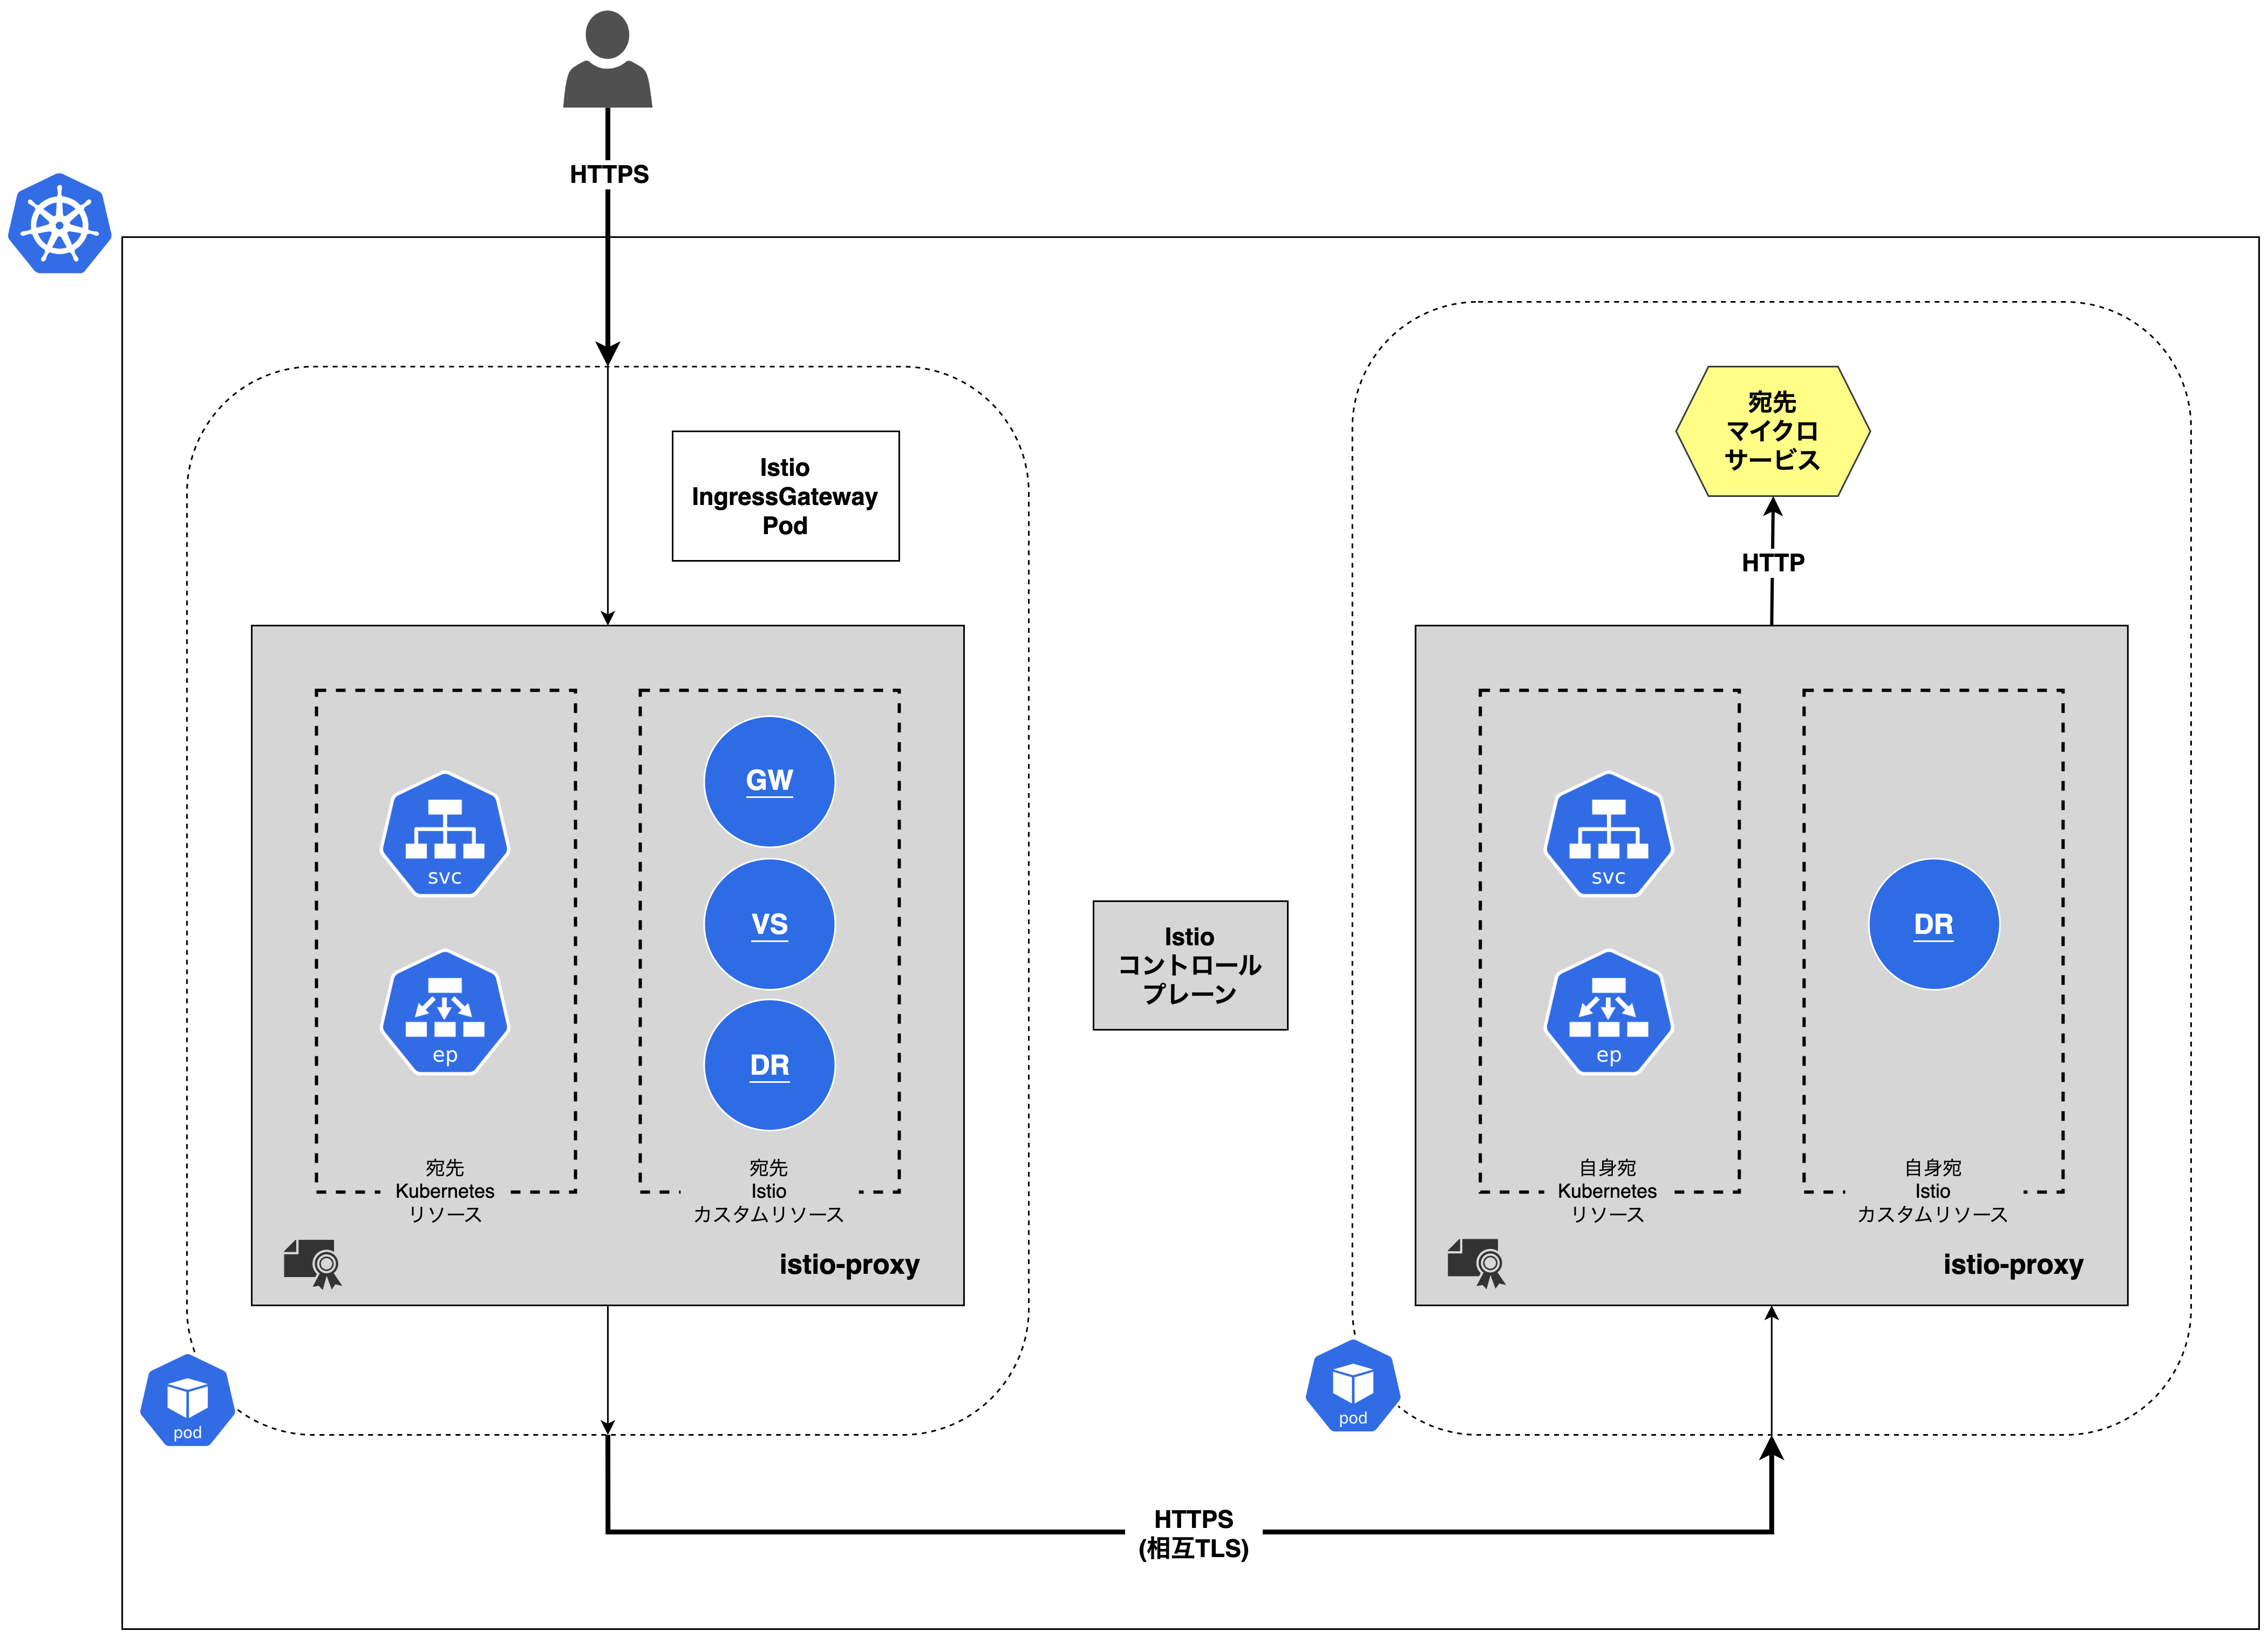 HTTPS
Istio
IngressGateway
Pod
宛先
マイクロ
サービス
HTTP
GW
VS
DR
svc
ep
宛先
Kubernetes
リソース
宛先
Istio
カスタムリソース
istio-proxy
pod
Istio
コントロール
プレーン
svc
ep
DR
自身宛
Kubernetes
リソース
自身宛
Istio
カスタムリソース
istio-proxy
pod
HTTPS
(相互TLS)